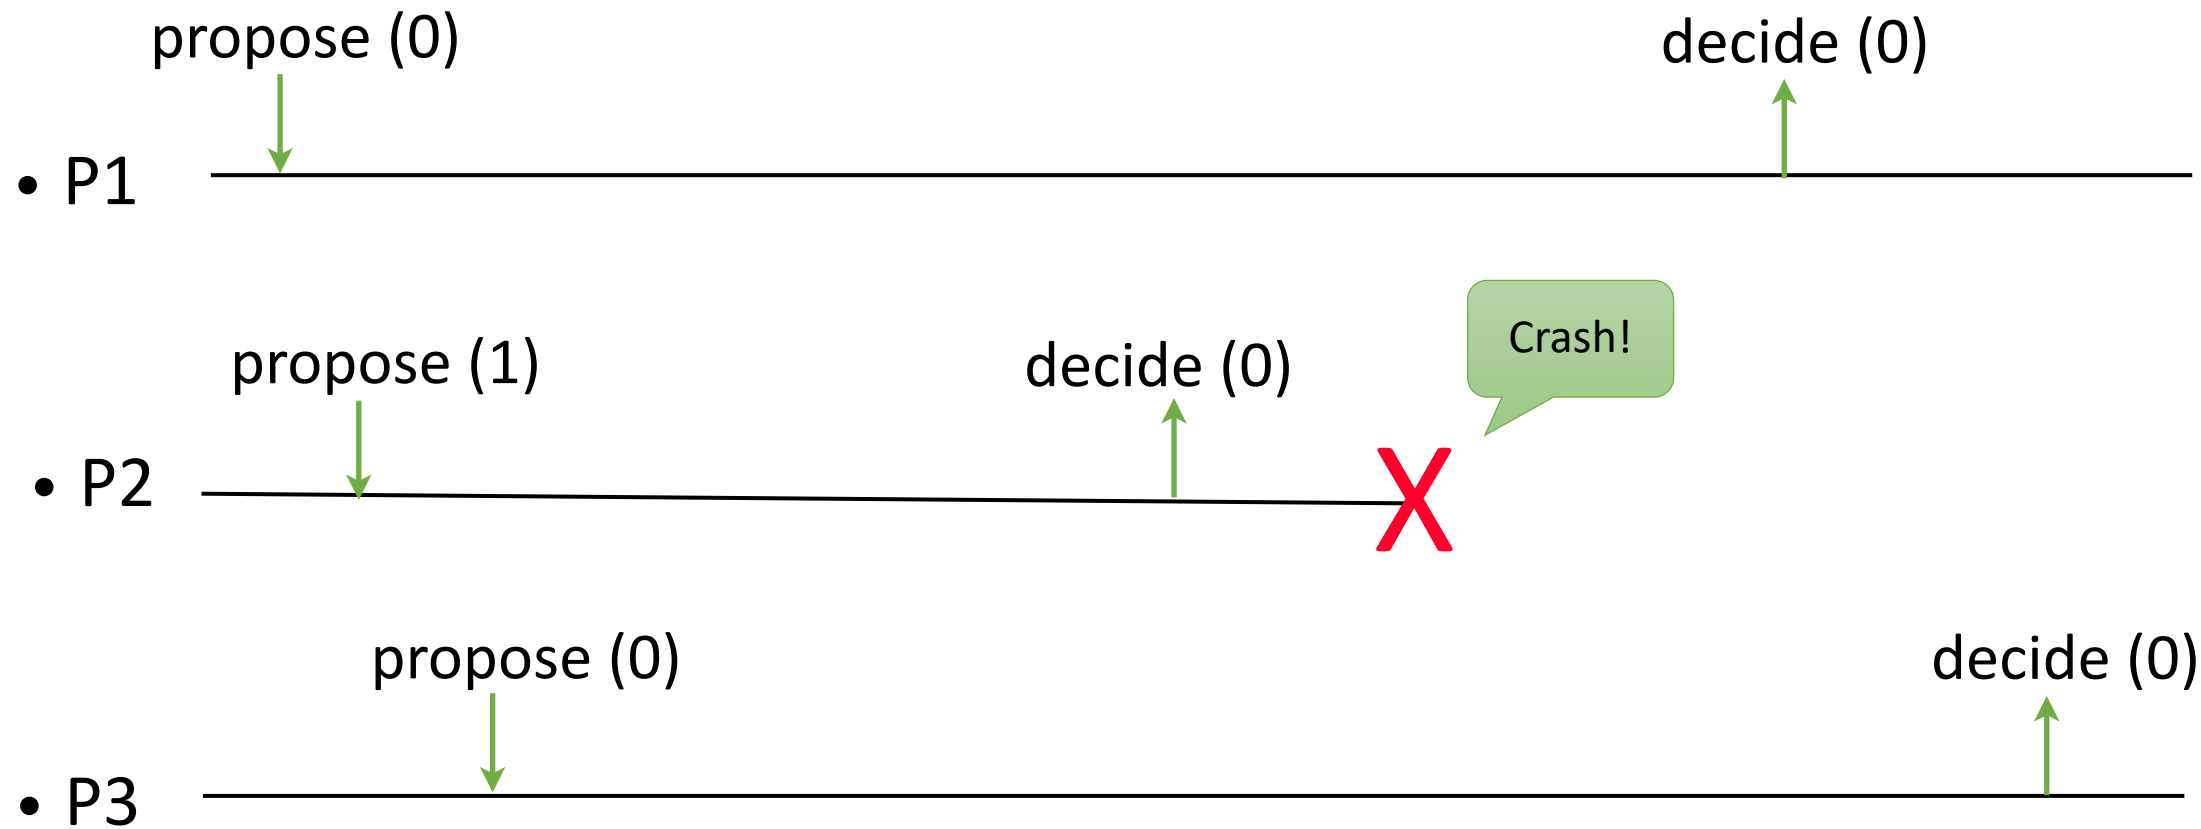 propose (0)
decide (0)
• P1
propose (1)
decide (0)
Crash!
X
• P2
propose (0)
decide (0)
• P3